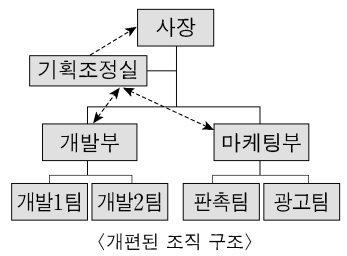 사장
기획조정실
개발부 마케팅부
개발1팀 개발2팀 판촉팀 광고팀
〈개편된 조직 구조〉